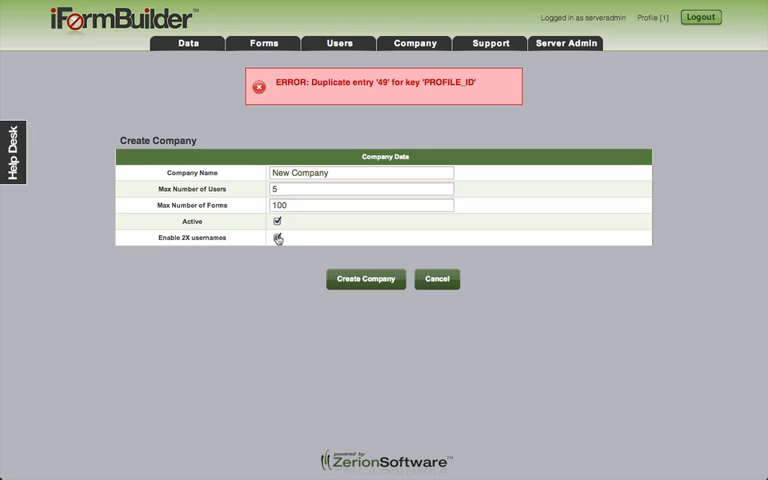 iFormBuilder™
Logged in as serveradmin Profile [1] Logout
Data Forms Users Company Support Server Admin
ERROR: Duplicate entry '49' for key 'PROFILE_ID'
Help Desk
Create Company
Company Data
Company Name New Company
Max Number of Users 5
Max Number of Forms 100
Active
Enable 2X usernames
Create Company Cancel
powered by
ZerionSoftware™